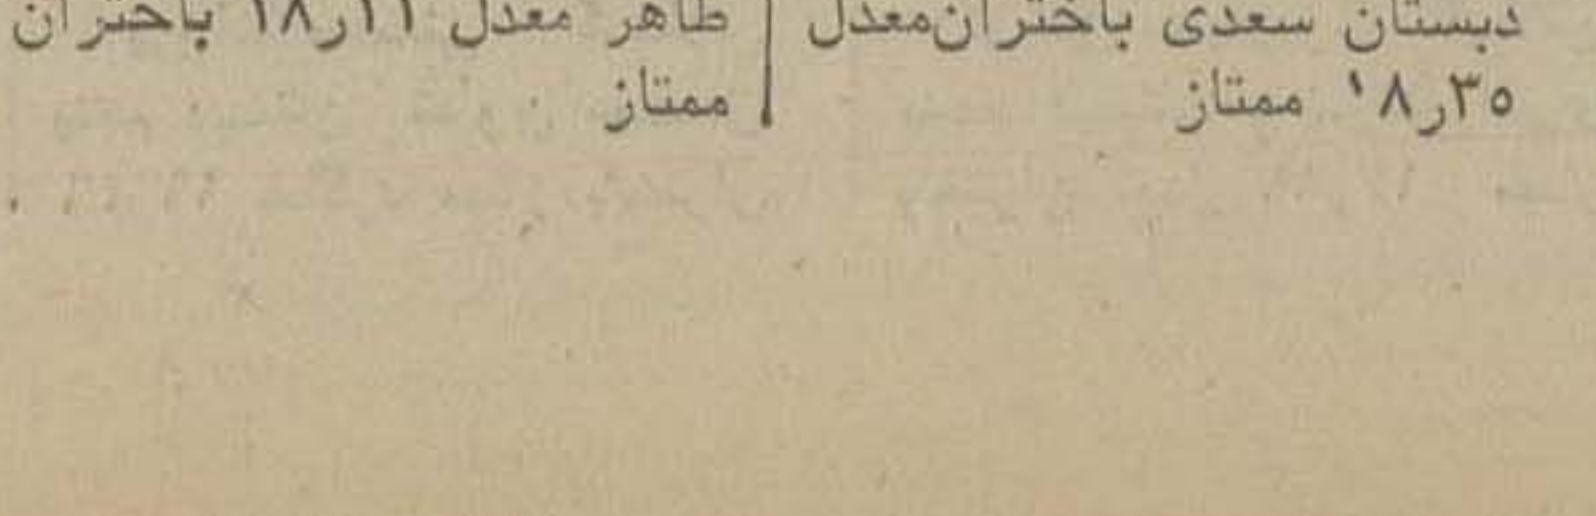 دبستان سعدی باختران معدل
۱۸ر۳۵ ممتاز
طاهر معدل ۱۸ر۱۱ باختران
ممتاز